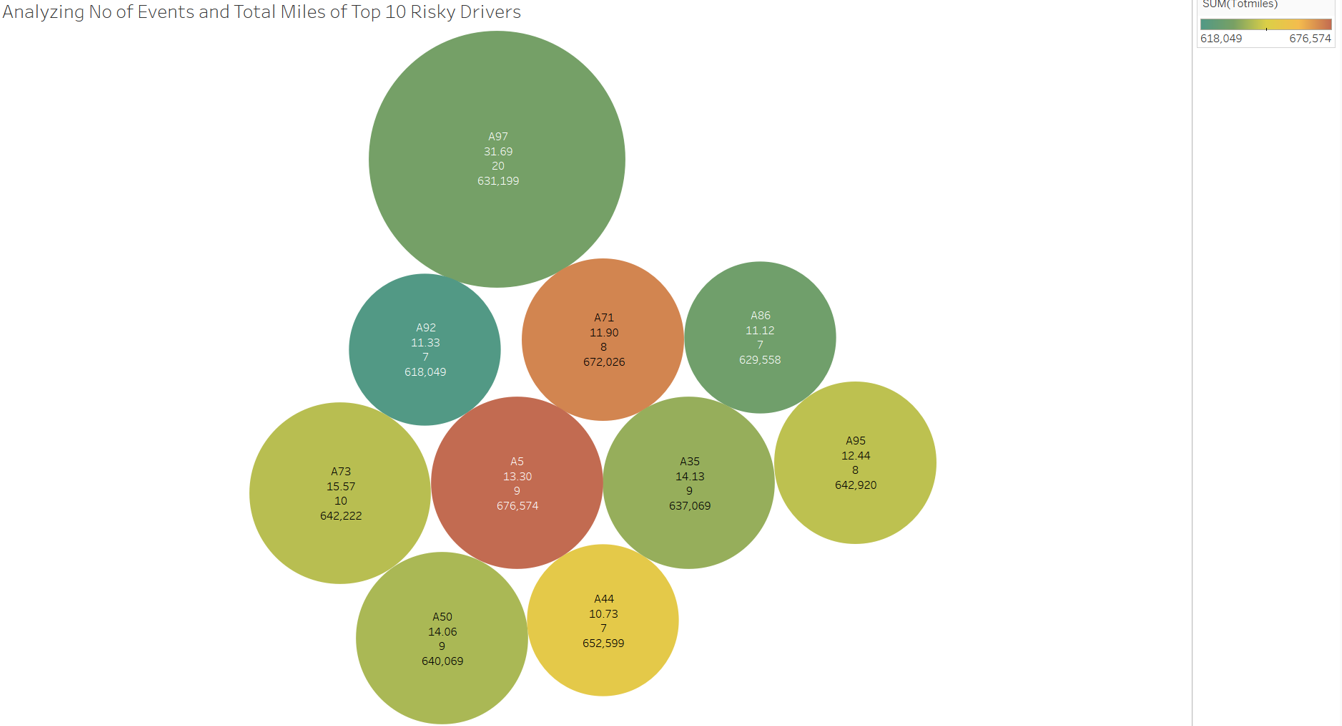 Analyzing No of Events and Total Miles of Top 10 Risky Drivers
SUM(Totmiles)
618,049 676,574
A97
31.69
20
631,199
A92
11.33
7
618,049
A71
11.90
8
672,026
A86
11.12
7
629,558
A73
15.57
10
642,222
A5
13.30
9
676,574
A35
14.13
9
637,069
A95
12.44
8
642,920
A50
14.06
9
640,069
A44
10.73
7
652,599